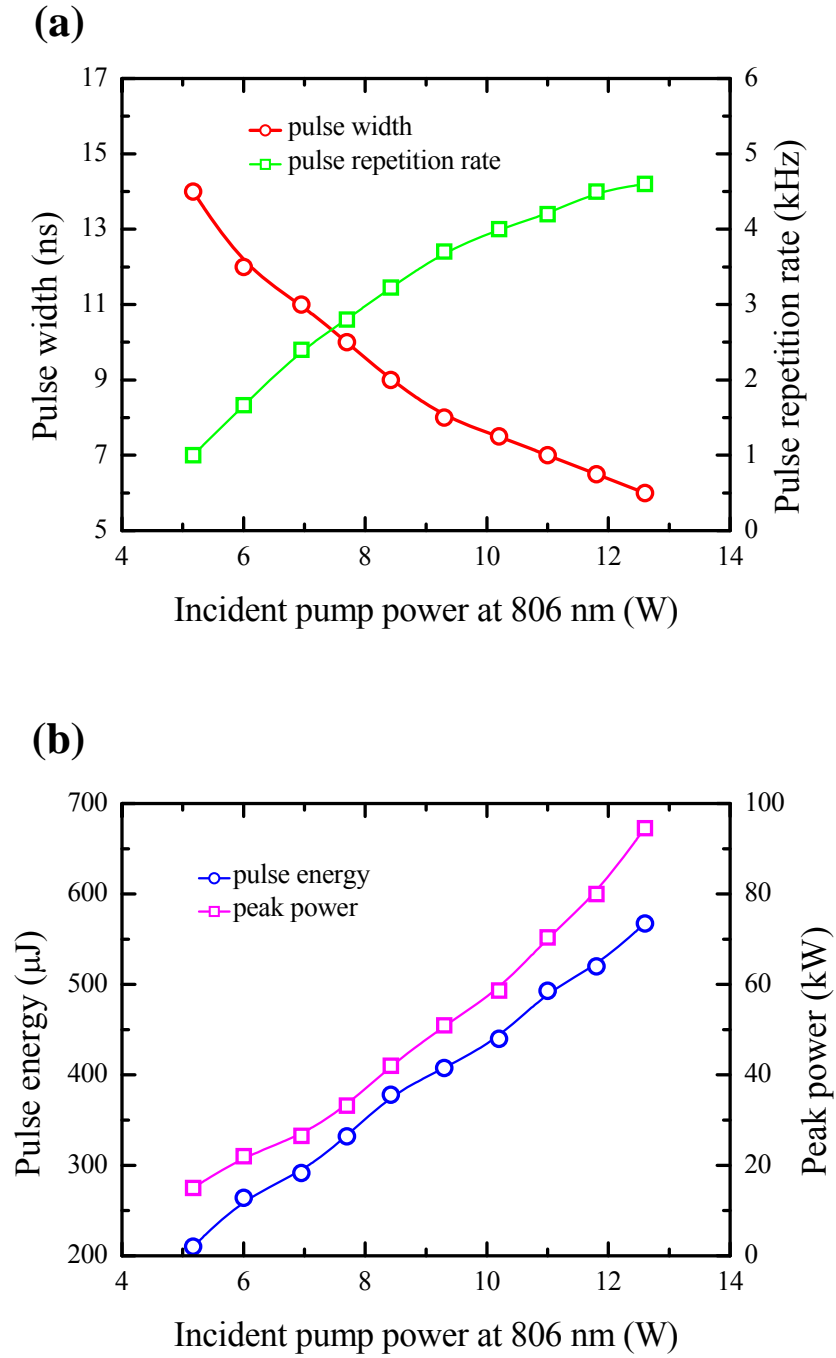 (a)
17
15
13
11
9
7
5
Pulse width (ns)
pulse width
pulse repetition rate
6
5
4
3
2
1
0
Pulse repetition rate (kHz)
4 6 8 10 12 14
Incident pump power at 806 nm (W)
(b)
700
600
500
400
300
200
Pulse energy (μJ)
pulse energy
peak power
100
80
60
40
20
0
Peak power (kW)
4 6 8 10 12 14
Incident pump power at 806 nm (W)